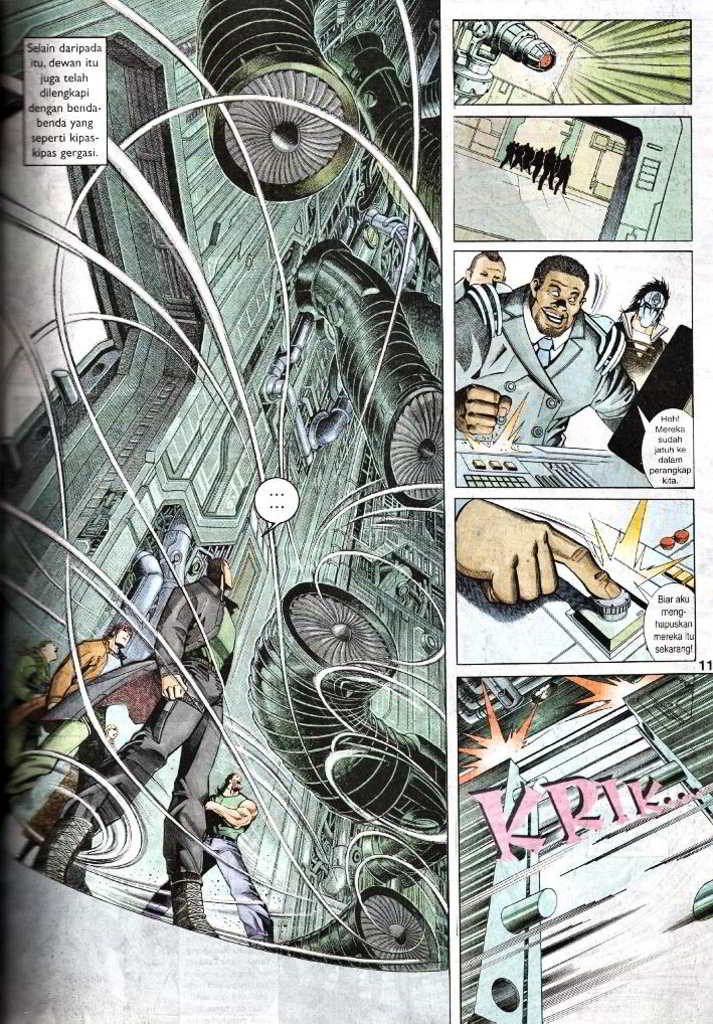 Selain daripada
itu, dewan itu
juga telah
dilengkapi
dengan benda-
benda yang
seperti kipas-
kipas gergasi.
...
...
Hah!
Mereka
sudah
jatuh ke
dalam
perangkap
kita.
Biar aku
meng-
hapuskan
mereka itu
sekarang!
11
KRIK...